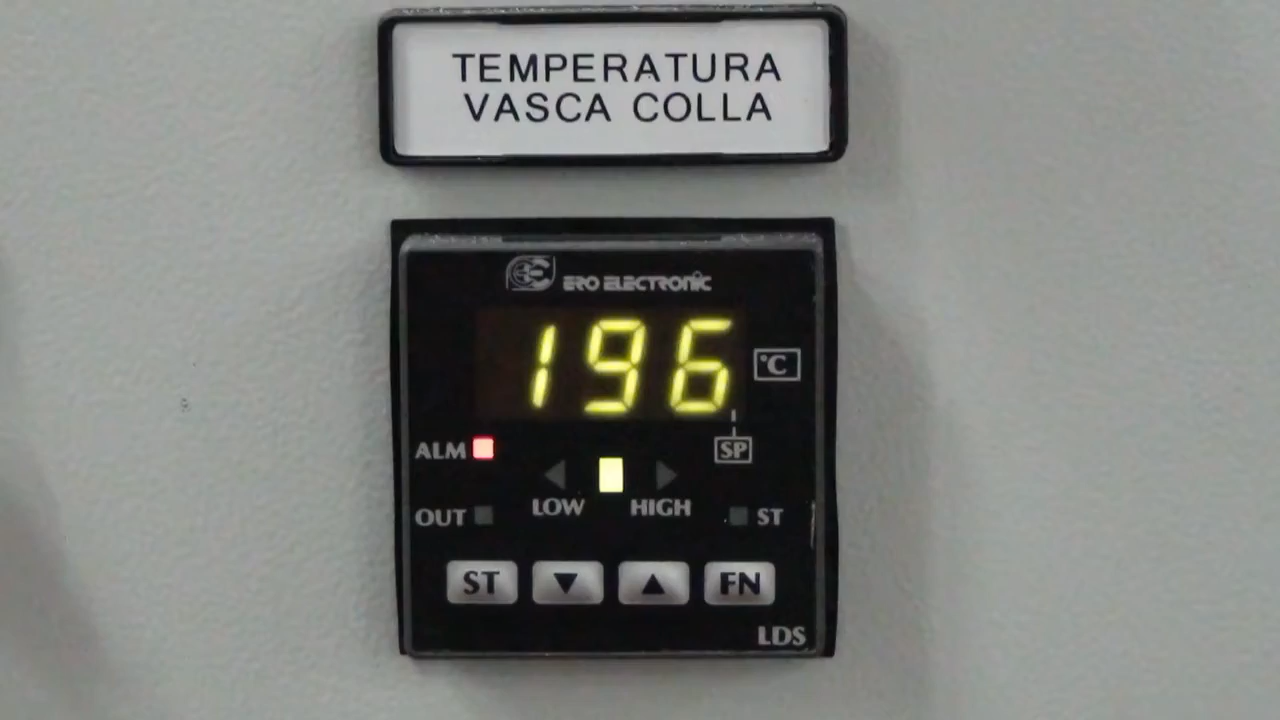 TEMPERATURA
VASCA COLLA
ERO ELECTRONIC
196
°C
ALM
SP
LOW HIGH
OUT ST
ST ▼ ▲ FN
LDS